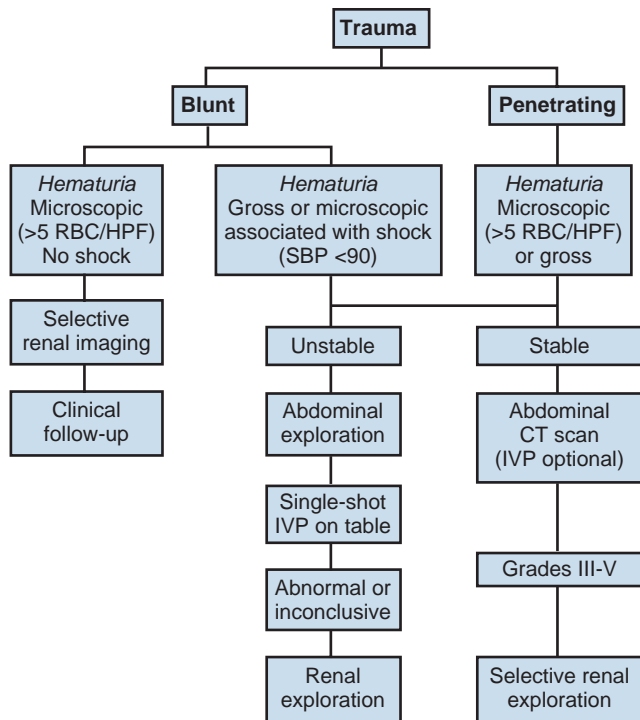 Trauma
Blunt
Penetrating
Hematuria
Microscopic
(>5 RBC/HPF)
No shock
Hematuria
Gross or microscopic
associated with shock
(SBP <90)
Hematuria
Microscopic
(>5 RBC/HPF)
or gross
Selective
renal imaging
Clinical
follow-up
Unstable
Stable
Abdominal
exploration
Abdominal
CT scan
(IVP optional)
Single-shot
IVP on table
Abnormal or
inconclusive
Grades III-V
Renal
exploration
Selective renal
exploration